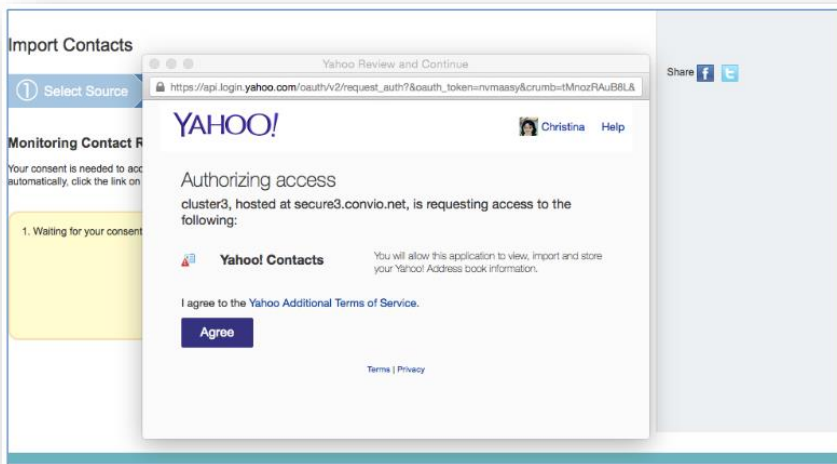 Import Contacts
Yahoo Review and Continue
Share
https://api.login.yahoo.com/oauth/v2/request_auth?&oauth_token=nvmaasy&crumb=tMnozRAuB8L&
1 Select Source
YAHOO!
Christina Help
Monitoring Contact R
Your consent is needed to acc
automatically, click the link on
Authorizing access
cluster3, hosted at secure3.convio.net, is requesting access to the
following:
1. Waiting for your consent
Yahoo! Contacts
You will allow this application to view, import and store
your Yahoo! Address book information.
I agree to the Yahoo Additional Terms of Service.
Agree
Terms | Privacy